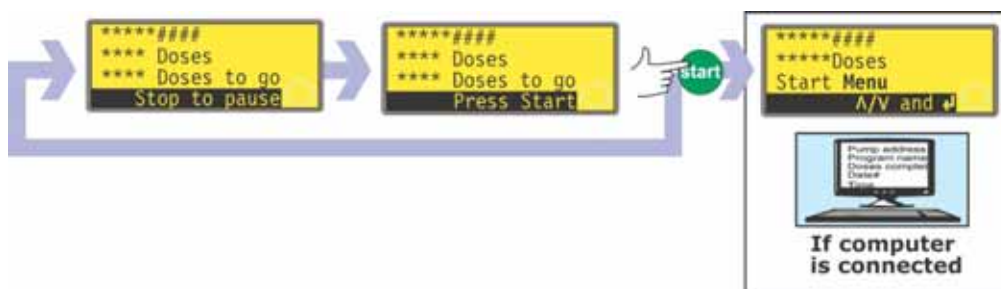 *****####
**** Doses
**** Doses to go
Stop to pause
*****####
**** Doses
**** Doses to go
Press Start
start
*****####
*****Doses
Start Menu
Λ/V and ↵
Pump address
Program name
Doses complet
Date#
Time
If computer
is connected